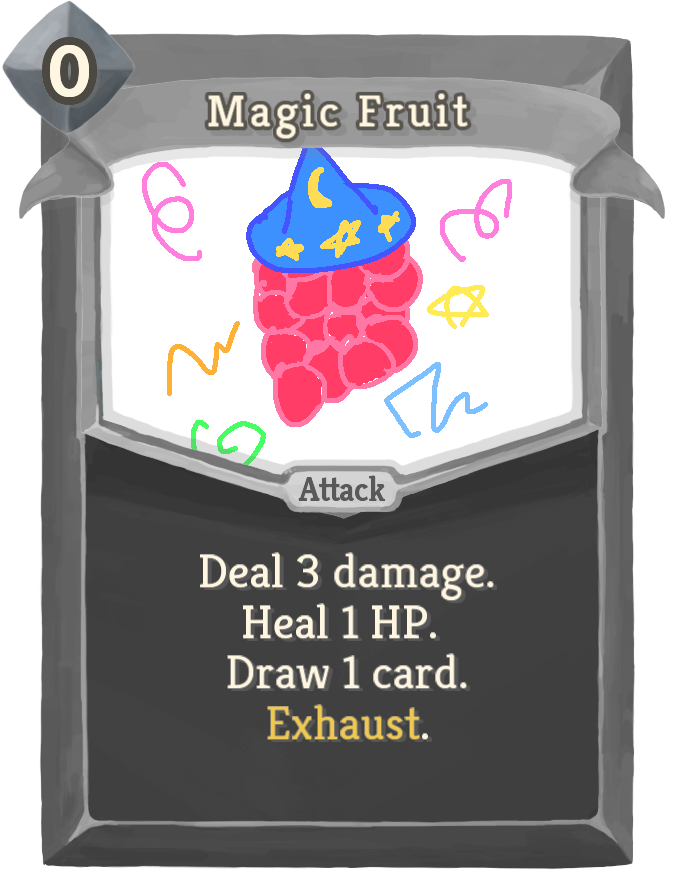 0
Magic Fruit
Attack
Deal 3 damage.
Heal 1 HP.
Draw 1 card.
Exhaust.